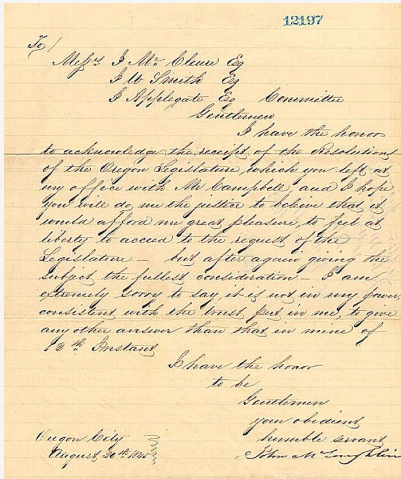 12197
To /
Messrs J Mc Clure Esq
J W Smith Esq
J Applegate Esq Committee
Gentlemen
I have the honor
to acknowledge the receipt of the Resolutions
of the Oregon Legislature which you left at
my office with Mr Campbell and I hope
you will do me the justice to believe that it
would afford me great pleasure, to feel at
liberty to acceed to the request of the
Legislature – but after again giving the
subject the fullest consideration – I am
extremely sorry to say it is not in my power
consistent with the trust put in me, to give
any other answer than that in mine of
13th Instant
I have the honor
to be
Gentlemen
your obedient
humble servant
Oregon City John McLoughlin
August 20th 1845